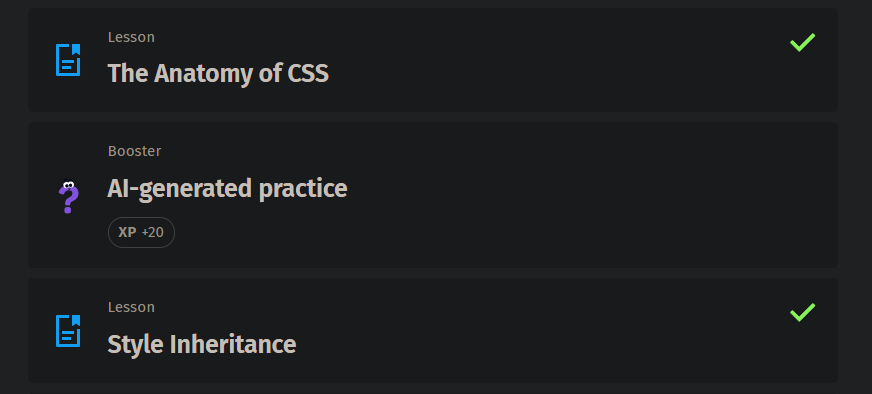 Lesson
The Anatomy of CSS
Booster
AI-generated practice
XP +20
Lesson
Style Inheritance